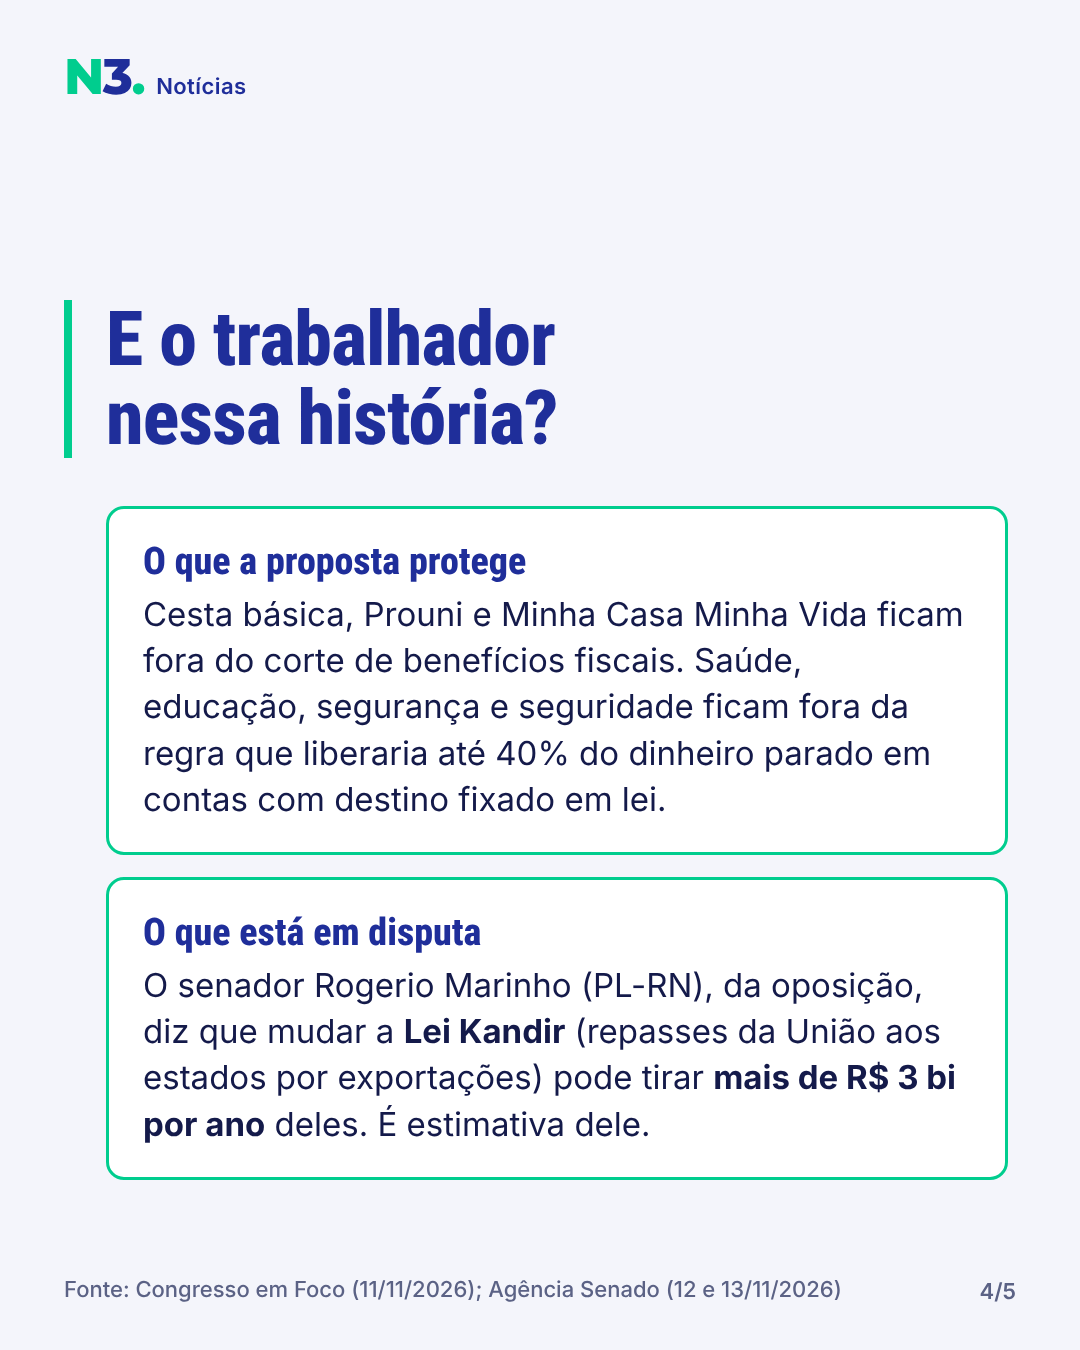 N3. Notícias
E o trabalhador
nessa história?
O que a proposta protege
Cesta básica, Prouni e Minha Casa Minha Vida ficam
fora do corte de benefícios fiscais. Saúde,
educação, segurança e seguridade ficam fora da
regra que liberaria até 40% do dinheiro parado em
contas com destino fixado em lei.
O que está em disputa
O senador Rogerio Marinho (PL-RN), da oposição,
diz que mudar a Lei Kandir (repasses da União aos
estados por exportações) pode tirar mais de R$ 3 bi
por ano deles. É estimativa dele.
Fonte: Congresso em Foco (11/11/2026); Agência Senado (12 e 13/11/2026)
4/5